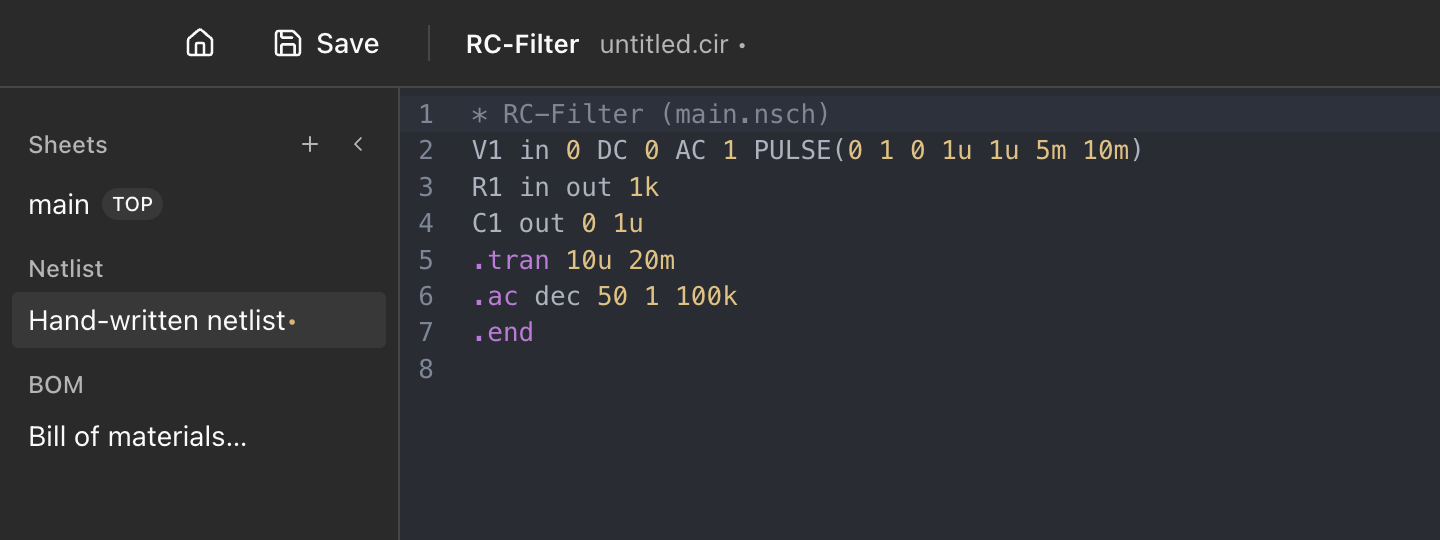 Save
RC-Filter untitled.cir •
Sheets + <
main TOP
Netlist
Hand-written netlist•
BOM
Bill of materials...
1 * RC-Filter (main.nsch)
2 V1 in 0 DC 0 AC 1 PULSE(0 1 0 1u 1u 5m 10m)
3 R1 in out 1k
4 C1 out 0 1u
5 .tran 10u 20m
6 .ac dec 50 1 100k
7 .end
8